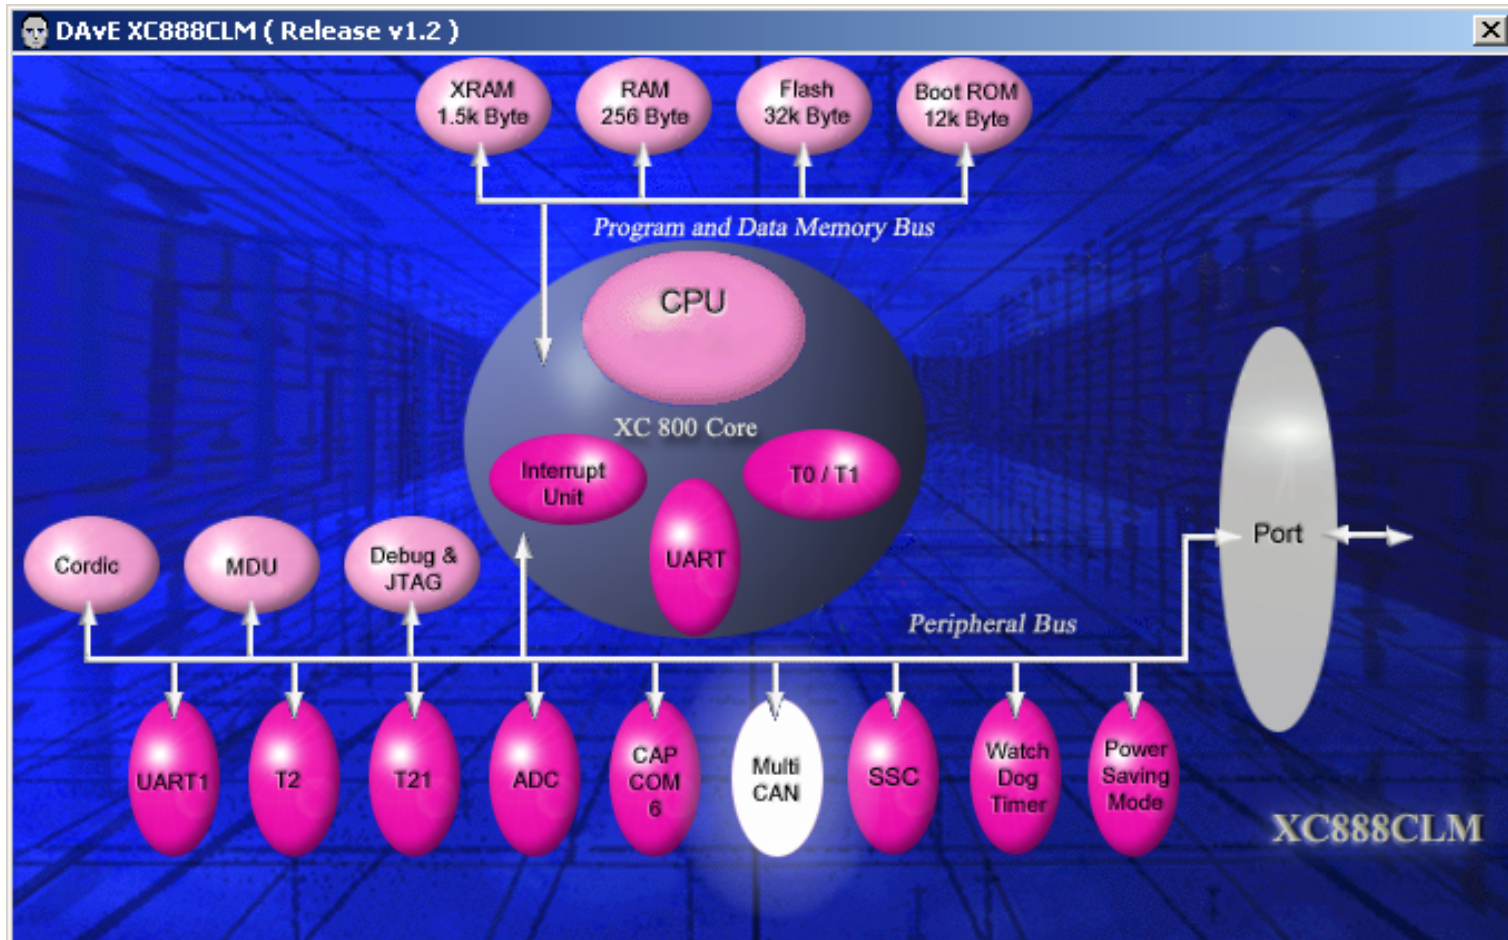 DAvE XC888CLM ( Release v1.2 )
XRAM
1.5k Byte
RAM
256 Byte
Flash
32k Byte
Boot ROM
12k Byte
Program and Data Memory Bus
CPU
XC 800 Core
Interrupt
Unit
T0 / T1
UART
Port
Cordic
MDU
Debug &
JTAG
Peripheral Bus
UART1
T2
T21
ADC
CAP
COM
6
Multi
CAN
SSC
Watch
Dog
Timer
Power
Saving
Mode
XC888CLM